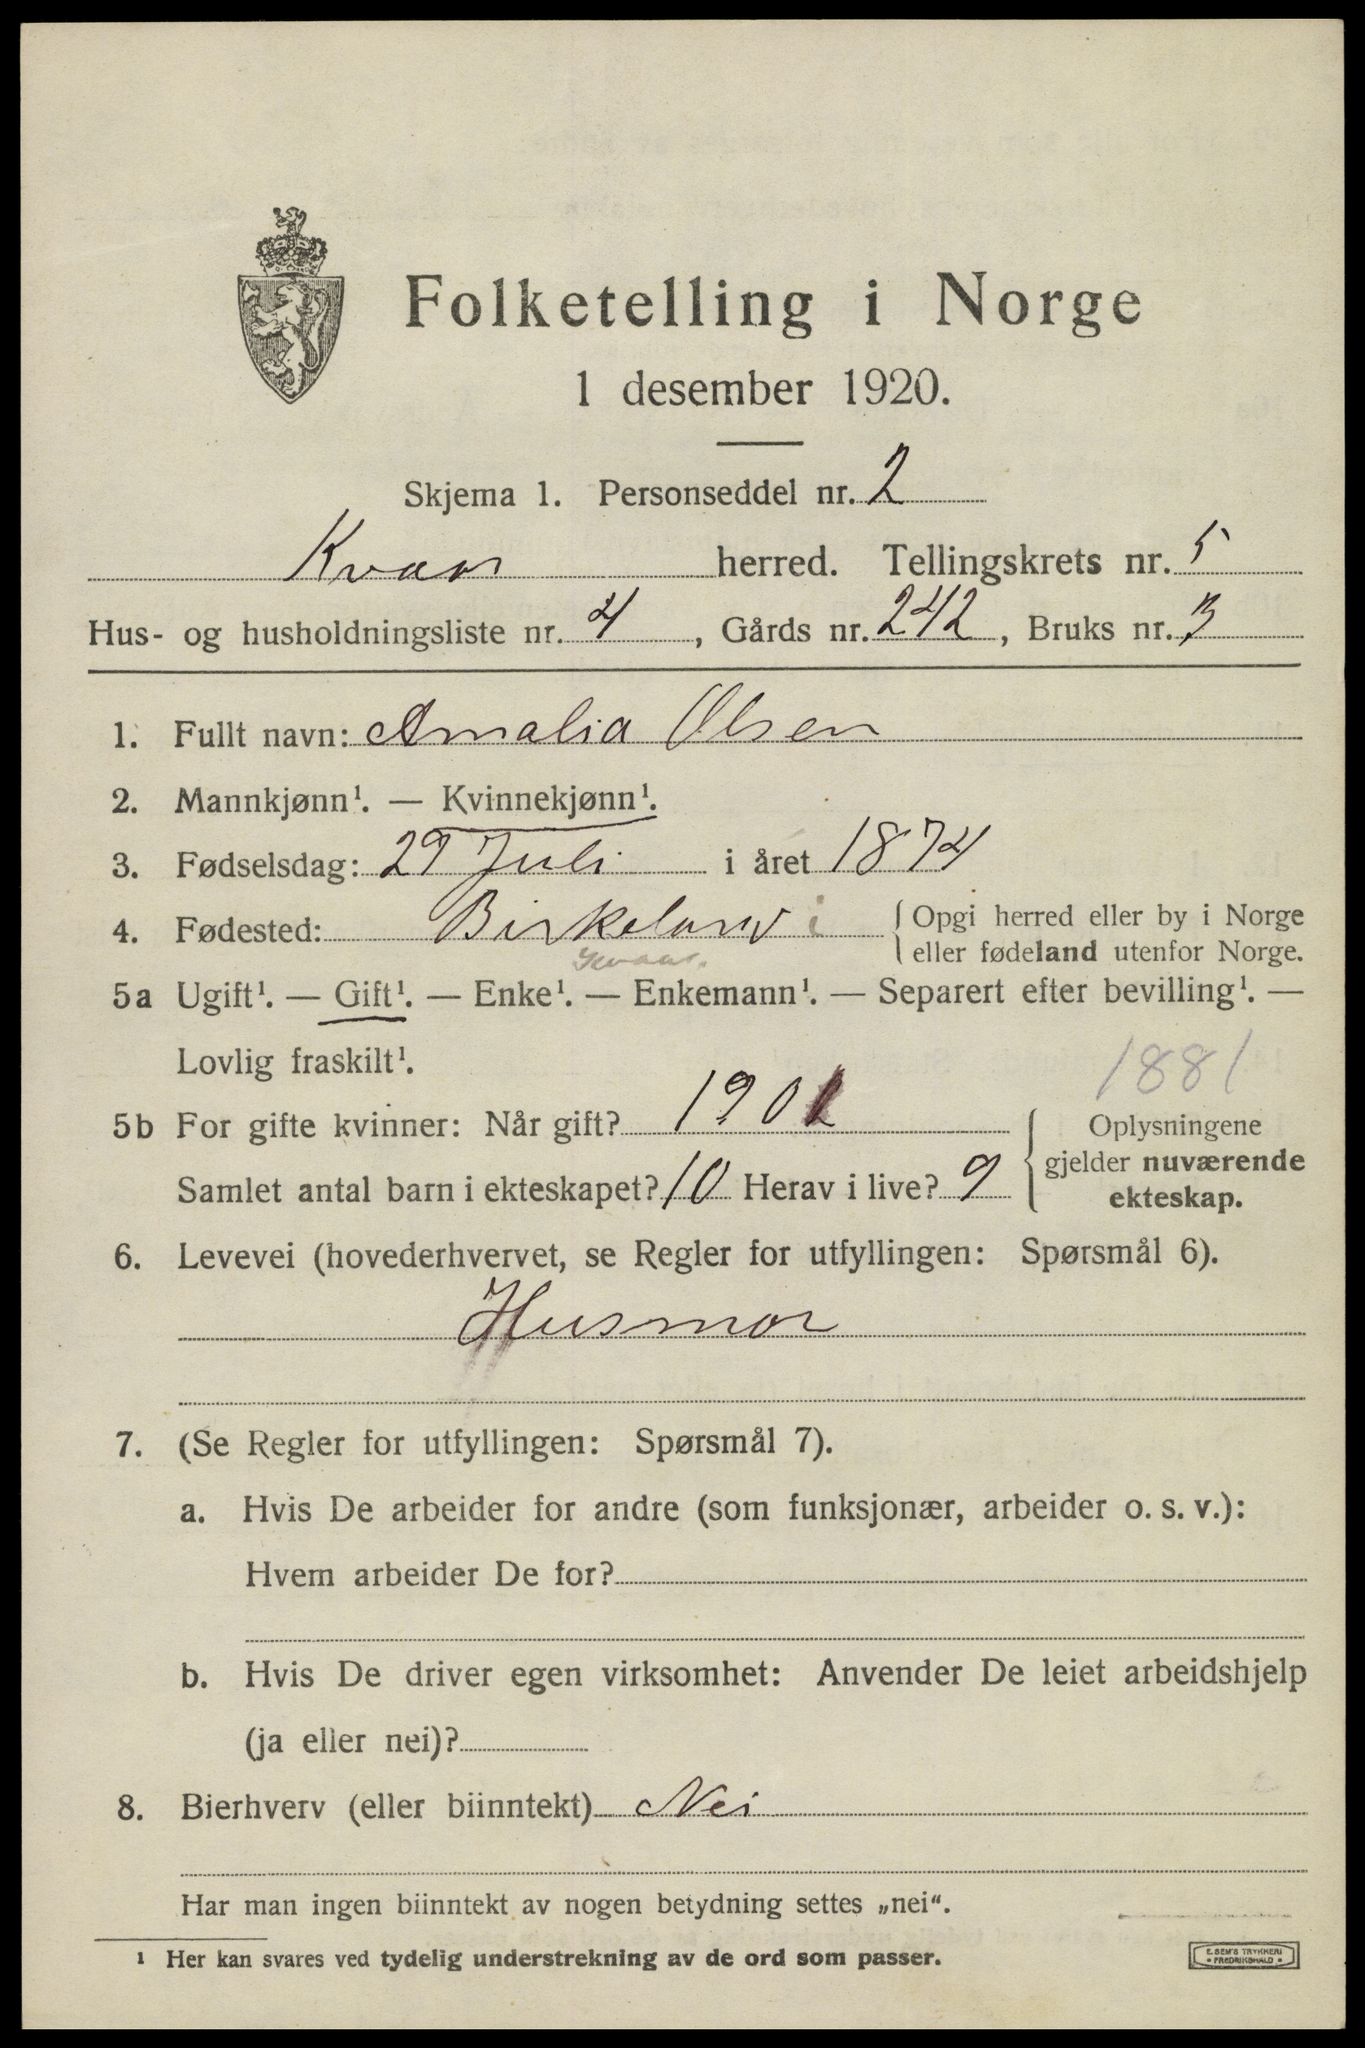 Folketelling i Norge
1 desember 1920.
Skjema 1. Personseddel nr. 2
Kvaas herred. Tellingskrets nr. 5
Hus- og husholdningsliste nr. 4, Gårds nr. 242, Bruks nr. 3
1. Fullt navn: Amalia Olsen
2. Mannkjønn¹. — Kvinnekjønn¹.
3. Fødselsdag: 29 Juli i året 1874
4. Fødested: Birkeland i { Opgi herred eller by i Norge
eller fødeland utenfor Norge.
Kvaas.
5a Ugift¹. — Gift¹. — Enke¹. — Enkemann¹. — Separert efter bevilling¹. —
Lovlig fraskilt¹.
1881
5b For gifte kvinner: Når gift? 1901 { Oplysningene
gjelder nuværende
Samlet antal barn i ekteskapet? 10 Herav i live? 9
ekteskap.
6. Levevei (hovederhvervet, se Regler for utfyllingen: Spørsmål 6).
Husmor
7. (Se Regler for utfyllingen: Spørsmål 7).
a. Hvis De arbeider for andre (som funksjonær, arbeider o. s. v.):
Hvem arbeider De for?
b. Hvis De driver egen virksomhet: Anvender De leiet arbeidshjelp
(ja eller nei)?
8. Bierhverv (eller biinntekt) Nei
Har man ingen biinntekt av nogen betydning settes „nei“.
¹ Her kan svares ved tydelig understrekning av de ord som passer.
E. SEM'S TRYKKERI
• FREDRIKSHALD •